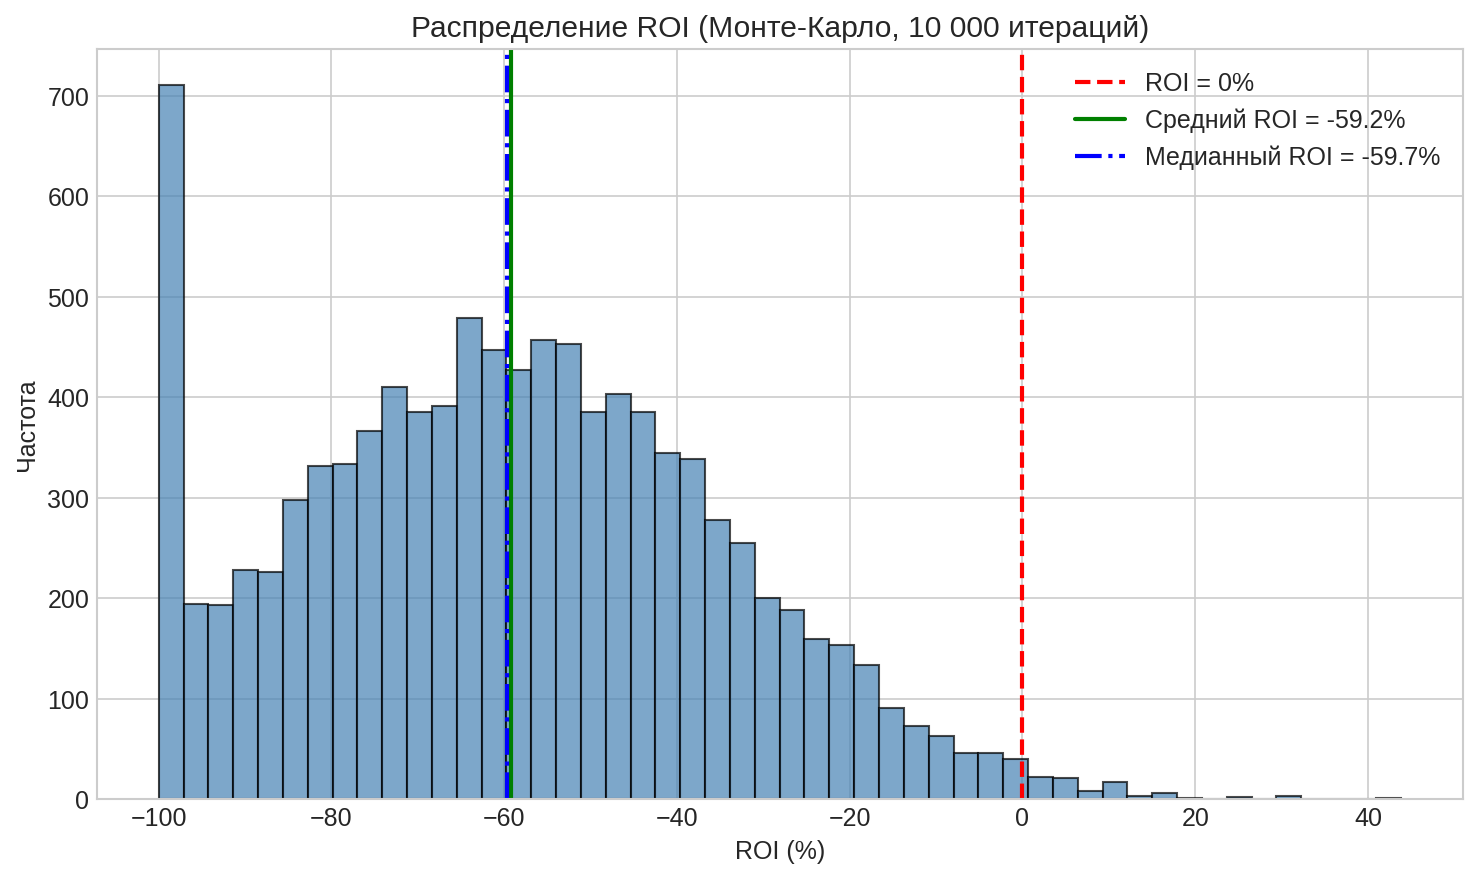 Распределение ROI (Монте-Карло, 10 000 итераций)
ROI = 0%
Средний ROI = -59.2%
Медианный ROI = -59.7%
Частота
700
600
500
400
300
200
100
0
−100 −80 −60 −40 −20 0 20 40
ROI (%)